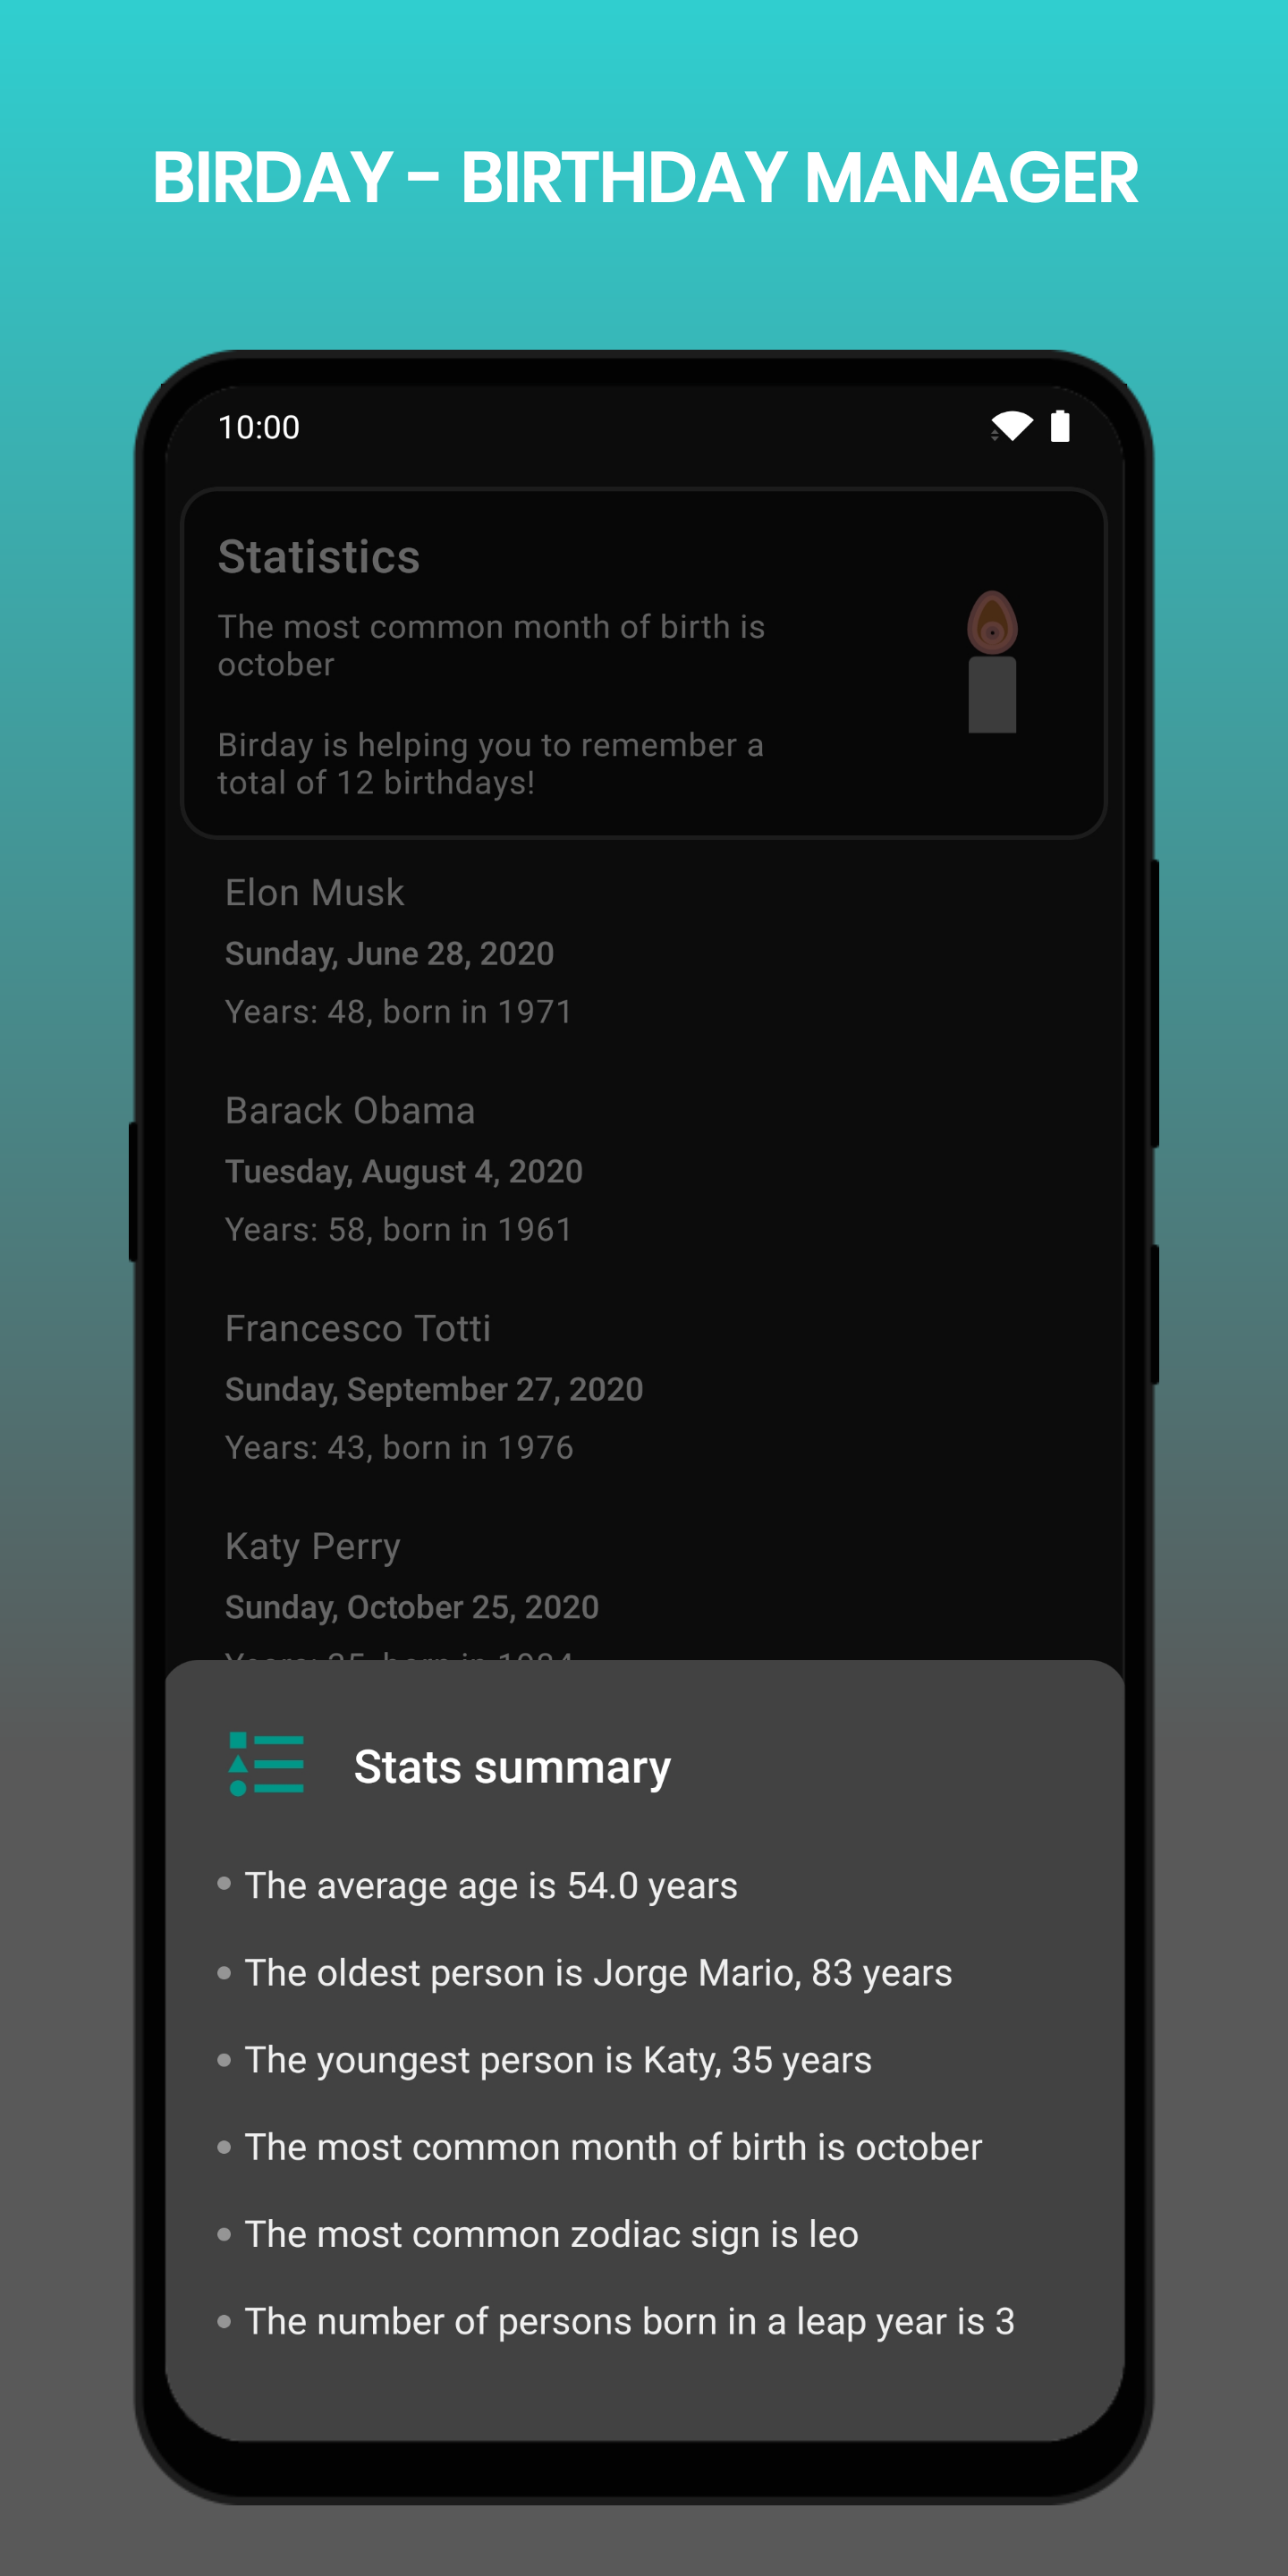 BIRDAY - BIRTHDAY MANAGER
10:00
Statistics
The most common month of birth is
october
Birday is helping you to remember a
total of 12 birthdays!
Elon Musk
Sunday, June 28, 2020
Years: 48, born in 1971
Barack Obama
Tuesday, August 4, 2020
Years: 58, born in 1961
Francesco Totti
Sunday, September 27, 2020
Years: 43, born in 1976
Katy Perry
Sunday, October 25, 2020
Years: 35, born in 1984
Stats summary
• The average age is 54.0 years
• The oldest person is Jorge Mario, 83 years
• The youngest person is Katy, 35 years
• The most common month of birth is october
• The most common zodiac sign is leo
• The number of persons born in a leap year is 3